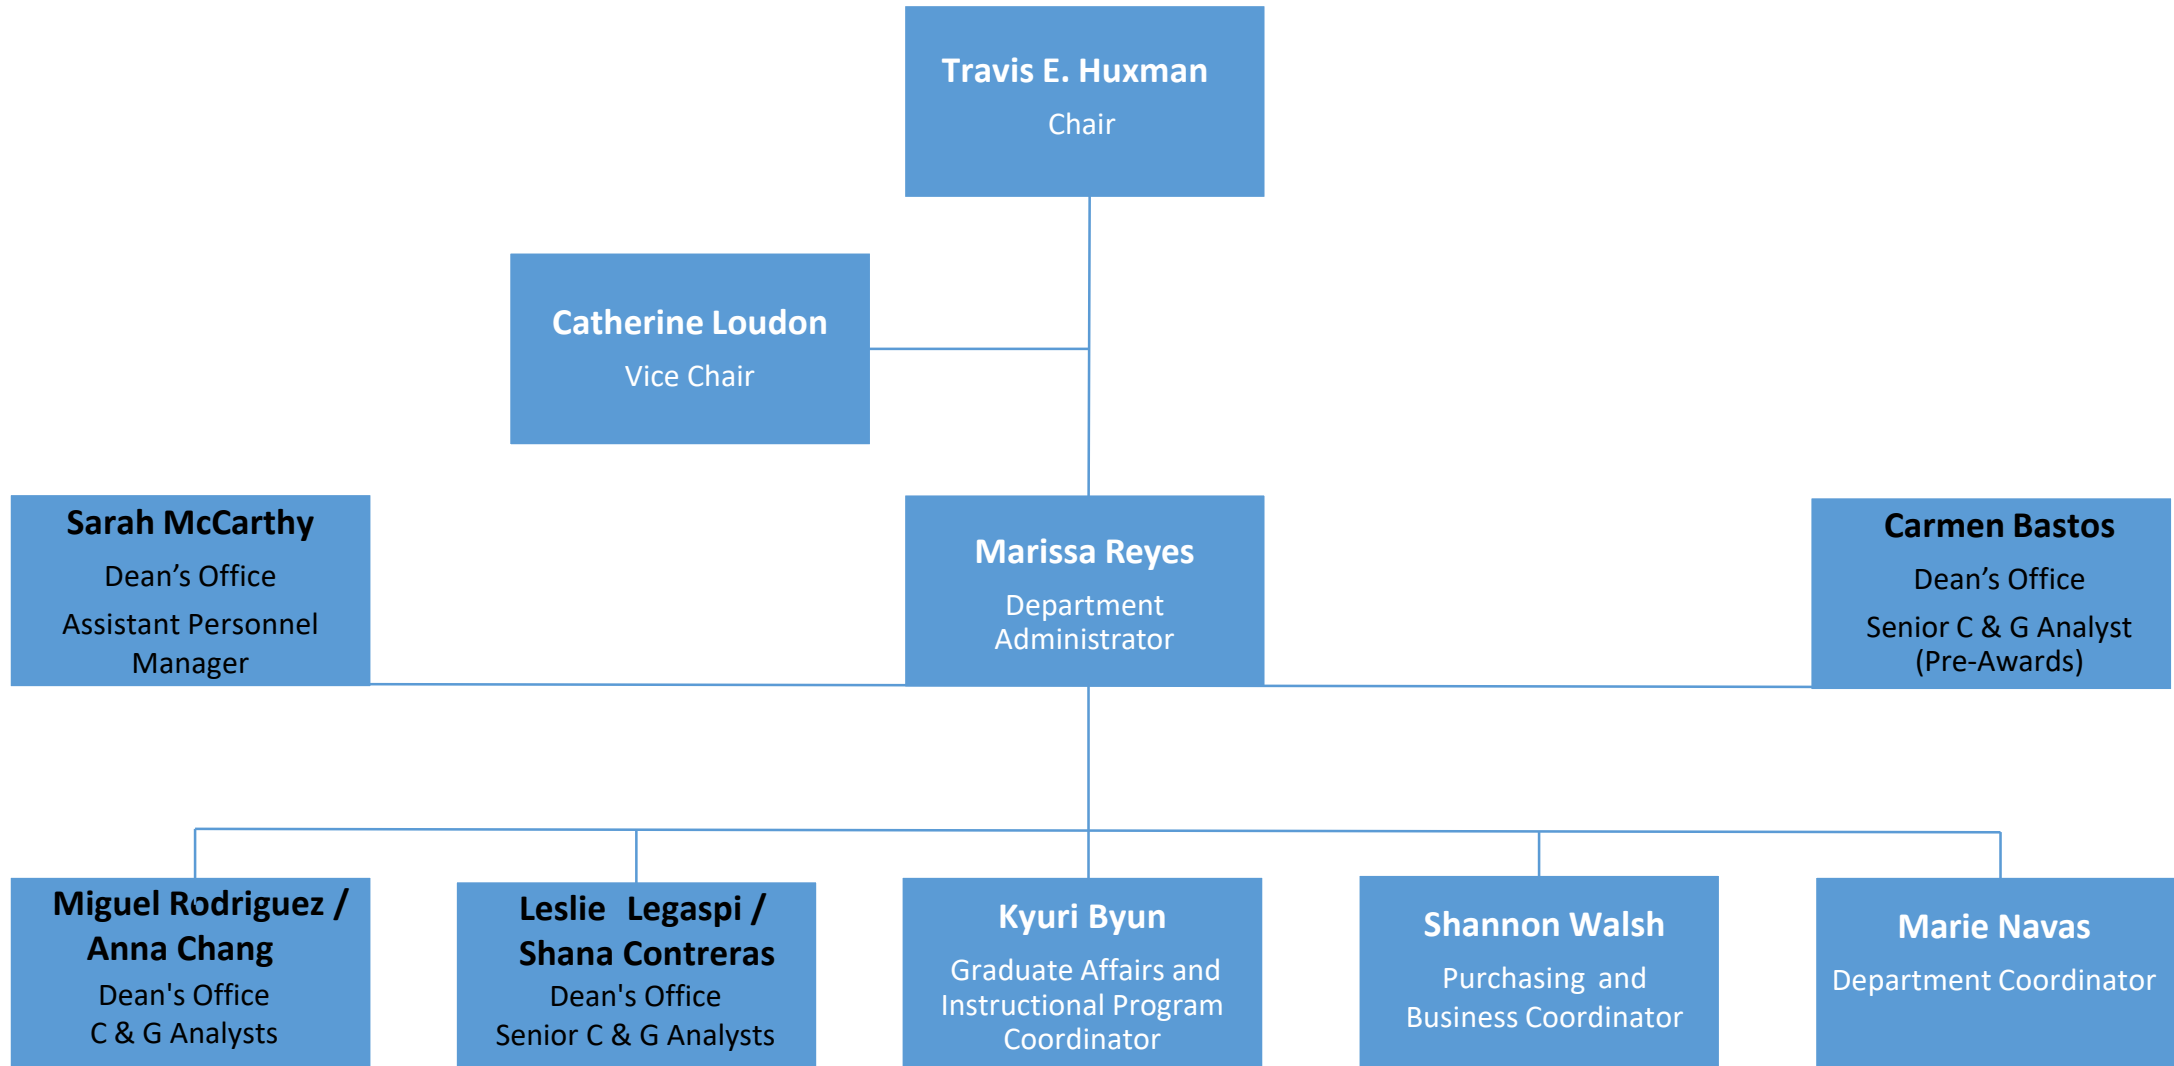 Travis E. Huxman
Chair
Catherine Loudon
Vice Chair
Sarah McCarthy
Dean’s Office
Assistant Personnel
Manager
Marissa Reyes
Department
Administrator
Carmen Bastos
Dean’s Office
Senior C & G Analyst
(Pre-Awards)
Miguel Rodriguez /
Anna Chang
Dean's Office
C & G Analysts
Leslie Legaspi /
Shana Contreras
Dean's Office
Senior C & G Analysts
Kyuri Byun
Graduate Affairs and
Instructional Program
Coordinator
Shannon Walsh
Purchasing and
Business Coordinator
Marie Navas
Department Coordinator